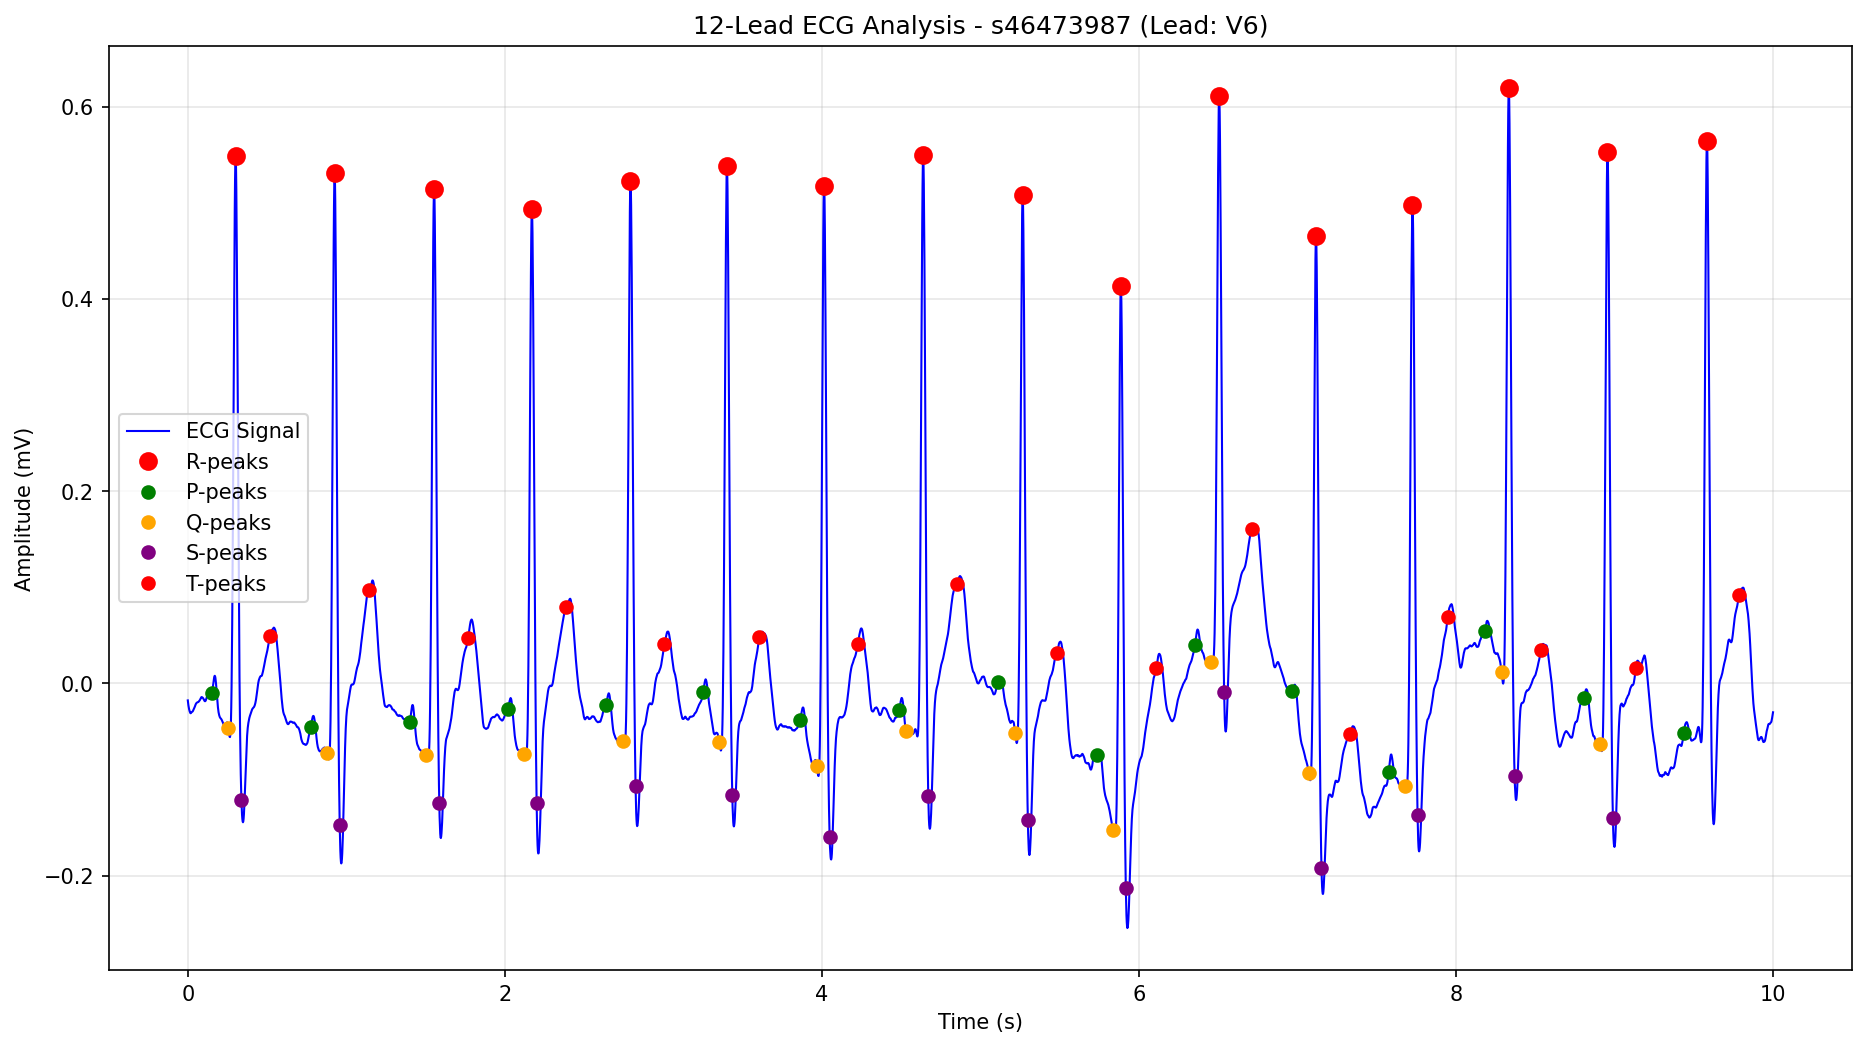 12-Lead ECG Analysis - s46473987 (Lead: V6)
Amplitude (mV)
0.6
0.4
0.2
0.0
−0.2
ECG Signal
R-peaks
P-peaks
Q-peaks
S-peaks
T-peaks
0 2 4 6 8 10
Time (s)